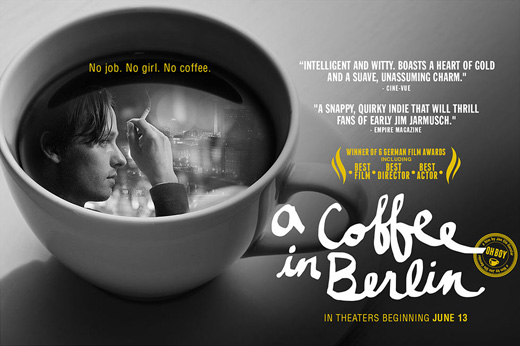 No job. No girl. No coffee.
“INTELLIGENT AND WITTY. BOASTS A HEART OF GOLD
AND A SUAVE, UNASSUMING CHARM."
- CINE-VUE
"A SNAPPY, QUIRKY INDIE THAT WILL THRILL
FANS OF EARLY JIM JARMUSCH."
- EMPIRE MAGAZINE
WINNER OF 6 GERMAN FILM AWARDS
INCLUDING
BEST FILM
BEST DIRECTOR
BEST ACTOR
a Coffee
in Berlin
OH BOY
IN THEATERS BEGINNING JUNE 13